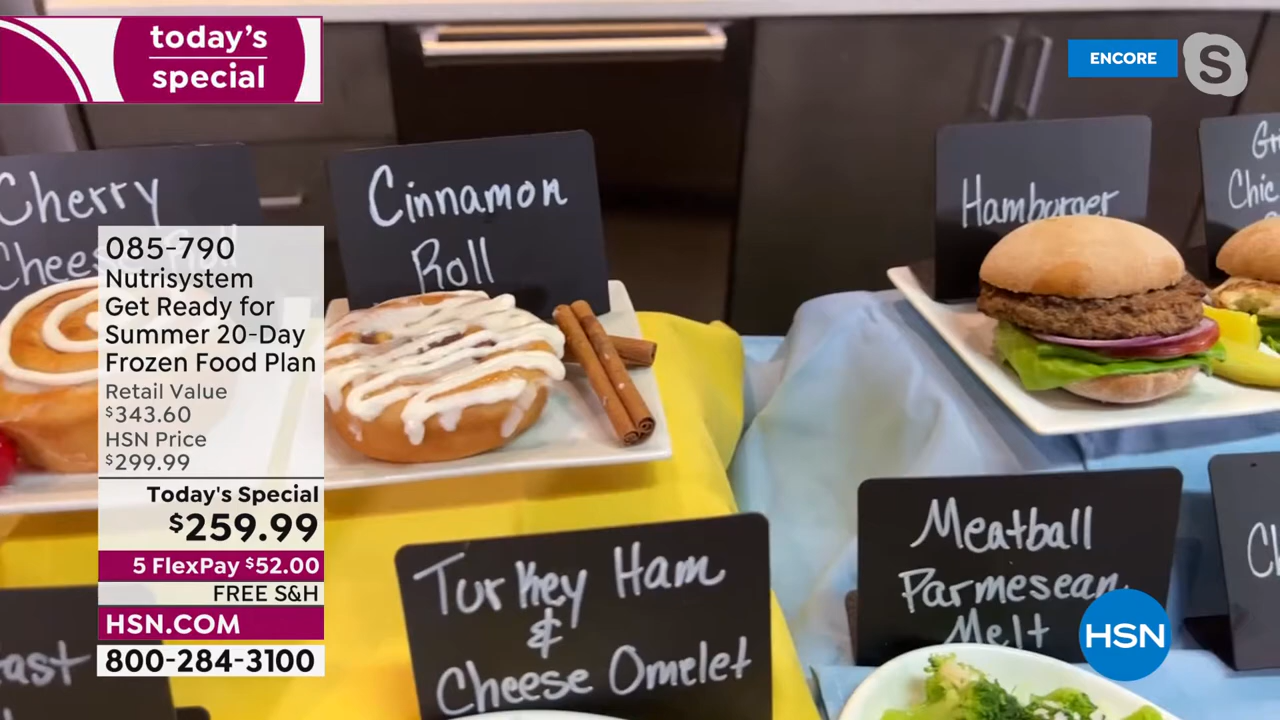 today's
special
ENCORE
S
Cherry
Cinnamon
Roll
Hamburger
085-790
Nutrisystem
Get Ready for
Summer 20-Day
Frozen Food Plan
Retail Value
$343.60
HSN Price
$299.99
Today's Special
$259.99
5 FlexPay $52.00
FREE S&H
HSN.COM
800-284-3100
Turkey Ham
&
Cheese Omelet
Meatball
Parmesean
Melt
HSN